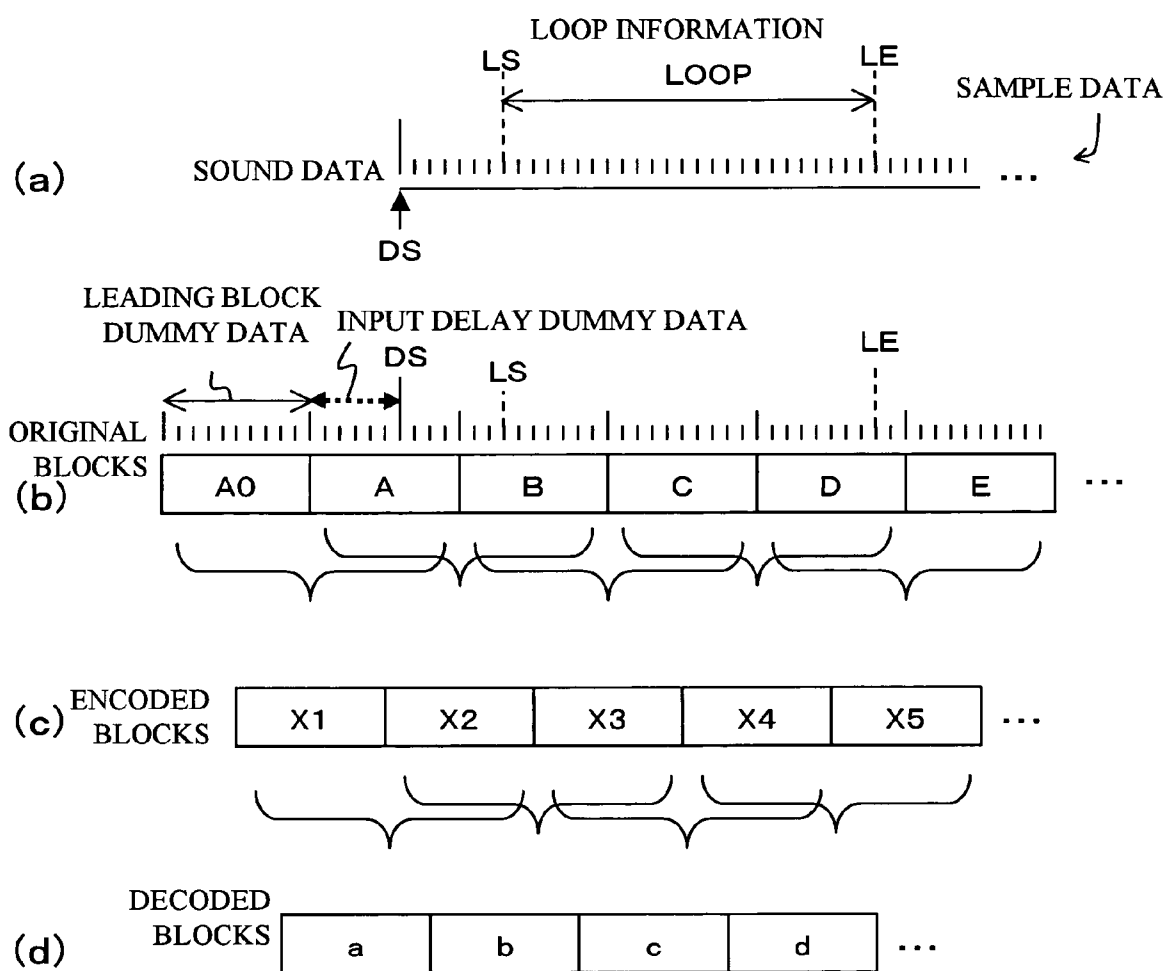 LOOP INFORMATION
LS
LE
LOOP
SAMPLE DATA
(a)
SOUND DATA
...
DS
LEADING BLOCK
DUMMY DATA
INPUT DELAY DUMMY DATA
DS
LS
LE
ORIGINAL
BLOCKS
(b)
A0 A B C D E ...
(c)
ENCODED
BLOCKS
X1 X2 X3 X4 X5 ...
DECODED
BLOCKS
(d)
a b c d ...